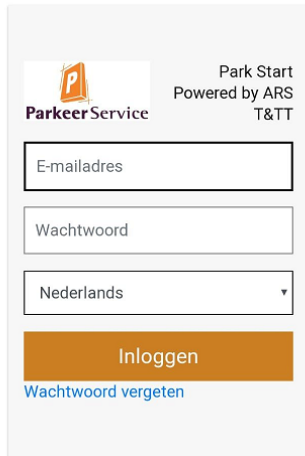 P
ParkeerService
Park Start
Powered by ARS
T&TT
E-mailadres
Wachtwoord
Nederlands
Inloggen
Wachtwoord vergeten